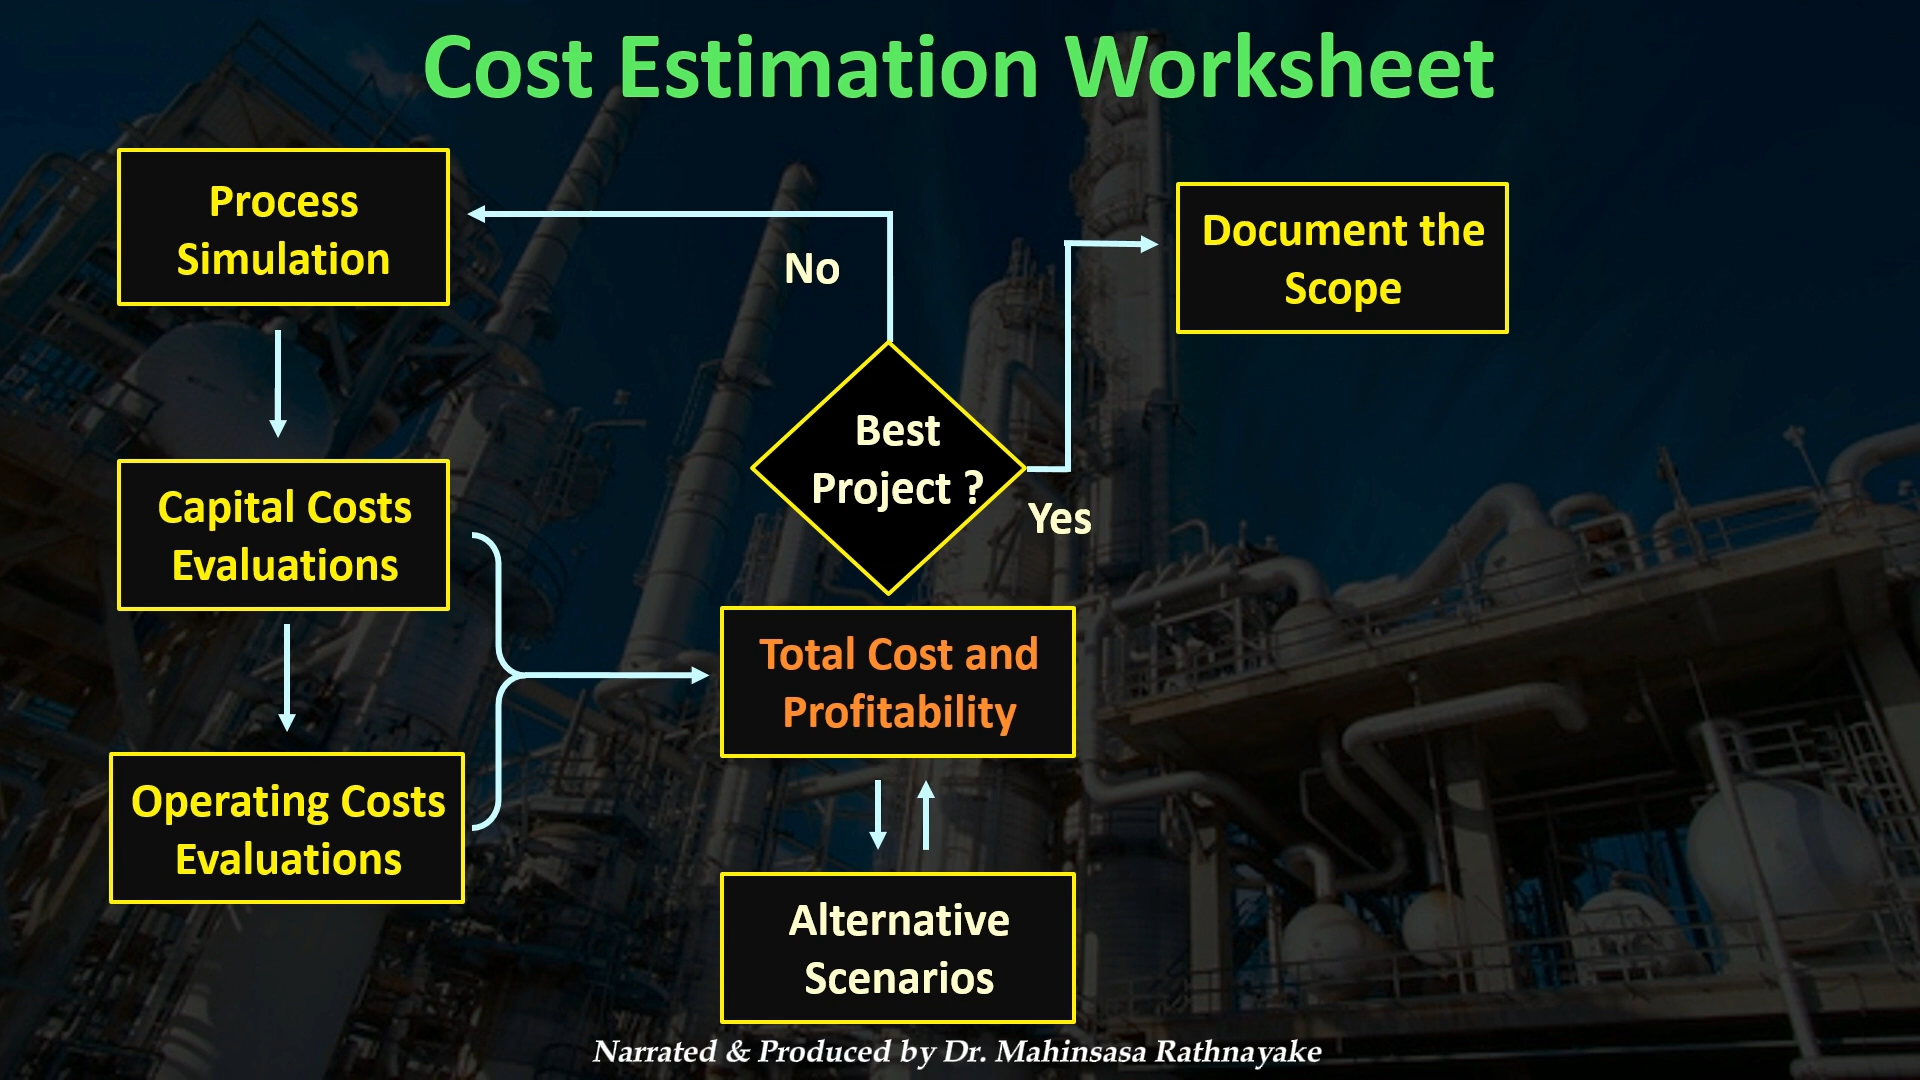 Cost Estimation Worksheet
Process
Simulation
No
Document the
Scope
Best
Project ?
Yes
Capital Costs
Evaluations
Total Cost and
Profitability
Operating Costs
Evaluations
Alternative
Scenarios
Narrated & Produced by Dr. Mahinsasa Rathnayake